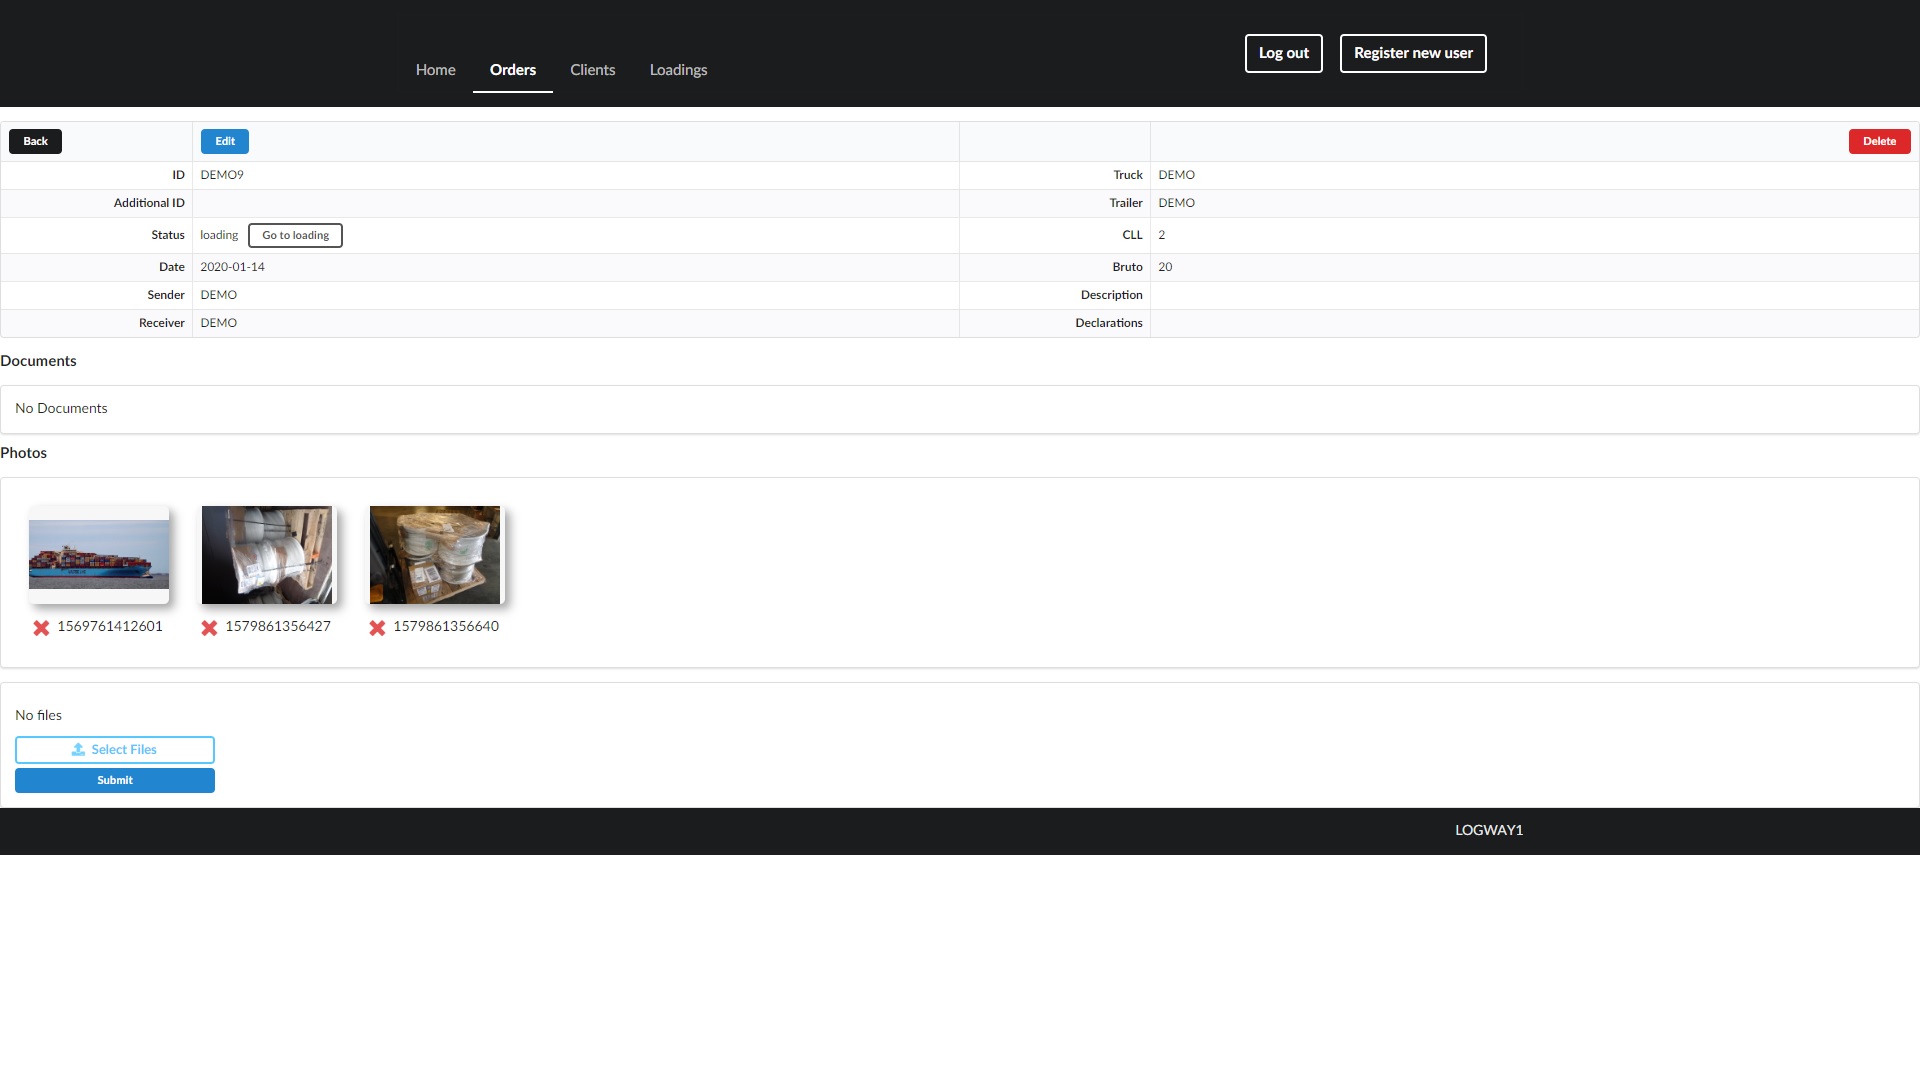 Home Orders Clients Loadings Log out Register new user
Back Edit Delete
ID DEMO9 Truck DEMO
Additional ID Trailer DEMO
Status loading Go to loading CLL 2
Date 2020-01-14 Bruto 20
Sender DEMO Description
Receiver DEMO Declarations
Documents
No Documents
Photos
1569761412601 1579861356427 1579861356640
No files
Select Files
Submit
LOGWAY1